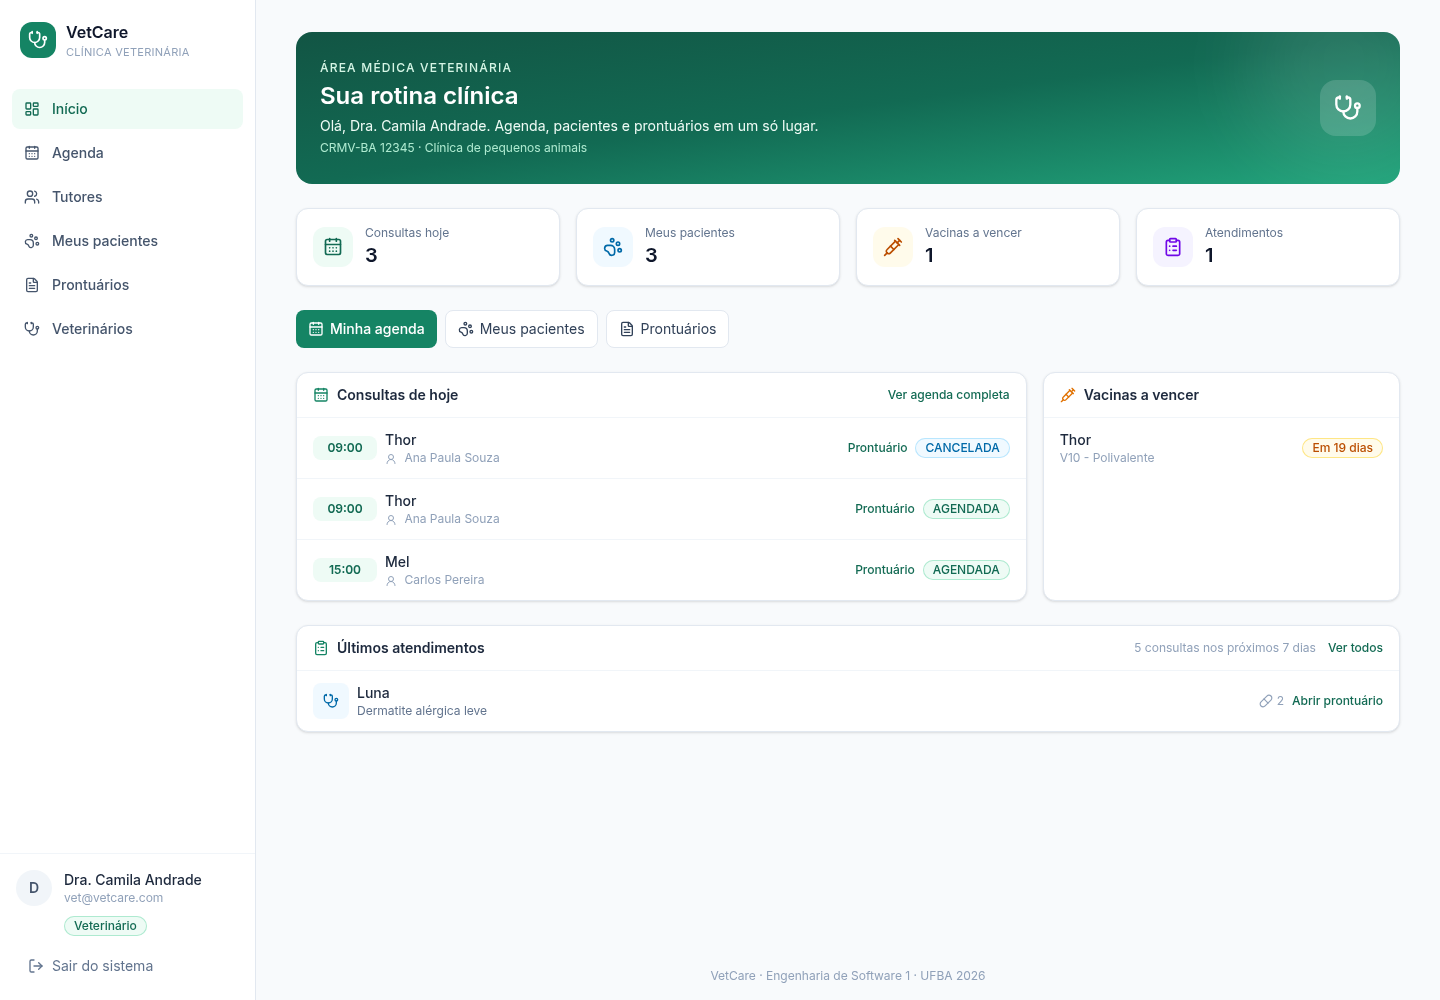 VetCare
CLÍNICA VETERINÁRIA
Início
Agenda
Tutores
Meus pacientes
Prontuários
Veterinários
D
Dra. Camila Andrade
vet@vetcare.com
Veterinário
Sair do sistema
ÁREA MÉDICA VETERINÁRIA
Sua rotina clínica
Olá, Dra. Camila Andrade. Agenda, pacientes e prontuários em um só lugar.
CRMV-BA 12345 · Clínica de pequenos animais
Consultas hoje
3
Meus pacientes
3
Vacinas a vencer
1
Atendimentos
1
Minha agenda
Meus pacientes
Prontuários
Consultas de hoje
Ver agenda completa
09:00
Thor
Ana Paula Souza
Prontuário
CANCELADA
09:00
Thor
Ana Paula Souza
Prontuário
AGENDADA
15:00
Mel
Carlos Pereira
Prontuário
AGENDADA
Vacinas a vencer
Thor
V10 - Polivalente
Em 19 dias
Últimos atendimentos
5 consultas nos próximos 7 dias
Ver todos
Luna
Dermatite alérgica leve
2
Abrir prontuário
VetCare · Engenharia de Software 1 · UFBA 2026